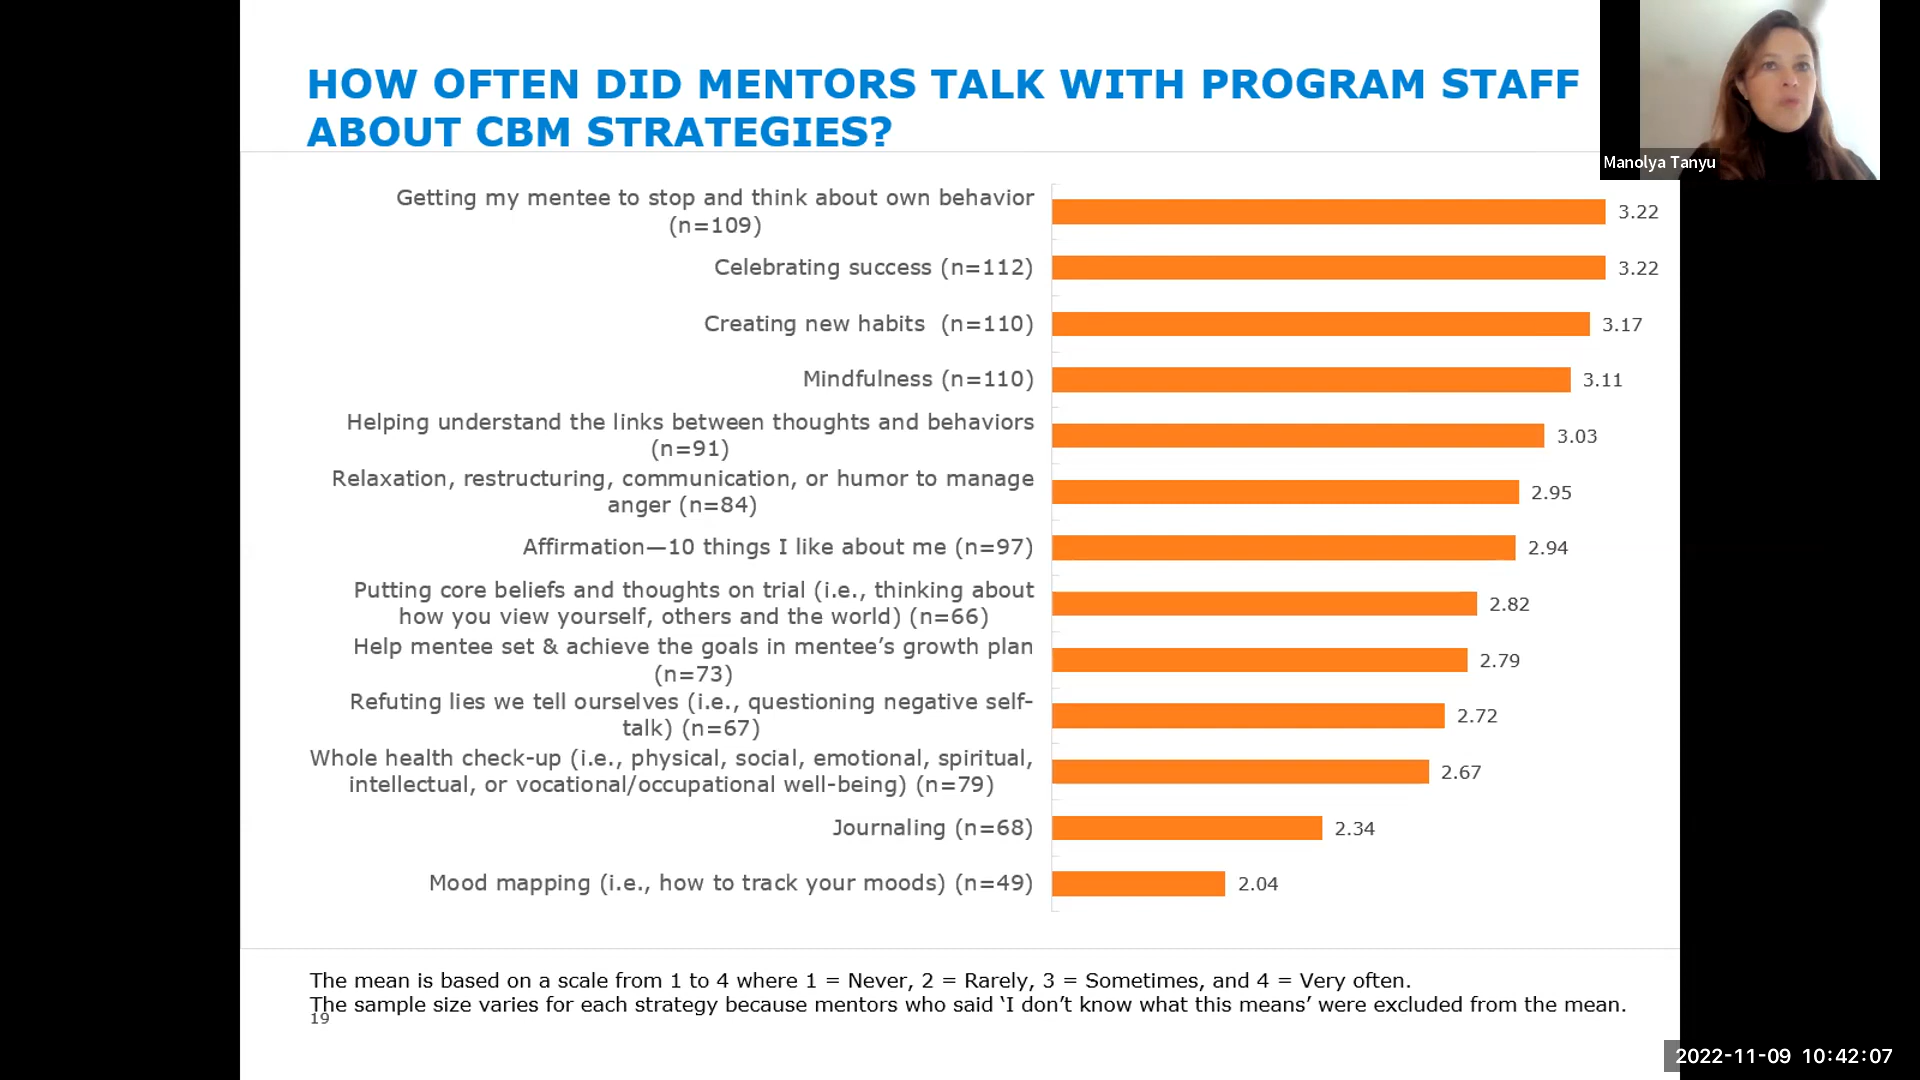 HOW OFTEN DID MENTORS TALK WITH PROGRAM STAFF
ABOUT CBM STRATEGIES?
Manolya Tanyu
Getting my mentee to stop and think about own behavior
(n=109)
3.22
Celebrating success (n=112)
3.22
Creating new habits  (n=110)
3.17
Mindfulness (n=110)
3.11
Helping understand the links between thoughts and behaviors
(n=91)
3.03
Relaxation, restructuring, communication, or humor to manage
anger (n=84)
2.95
Affirmation—10 things I like about me (n=97)
2.94
Putting core beliefs and thoughts on trial (i.e., thinking about
how you view yourself, others and the world) (n=66)
2.82
Help mentee set & achieve the goals in mentee’s growth plan
(n=73)
2.79
Refuting lies we tell ourselves (i.e., questioning negative self-
talk) (n=67)
2.72
Whole health check-up (i.e., physical, social, emotional, spiritual,
intellectual, or vocational/occupational well-being) (n=79)
2.67
Journaling (n=68)
2.34
Mood mapping (i.e., how to track your moods) (n=49)
2.04
The mean is based on a scale from 1 to 4 where 1 = Never, 2 = Rarely, 3 = Sometimes, and 4 = Very often.
The sample size varies for each strategy because mentors who said ‘I don’t know what this means’ were excluded from the mean.
19
2022-11-09 10:42:07